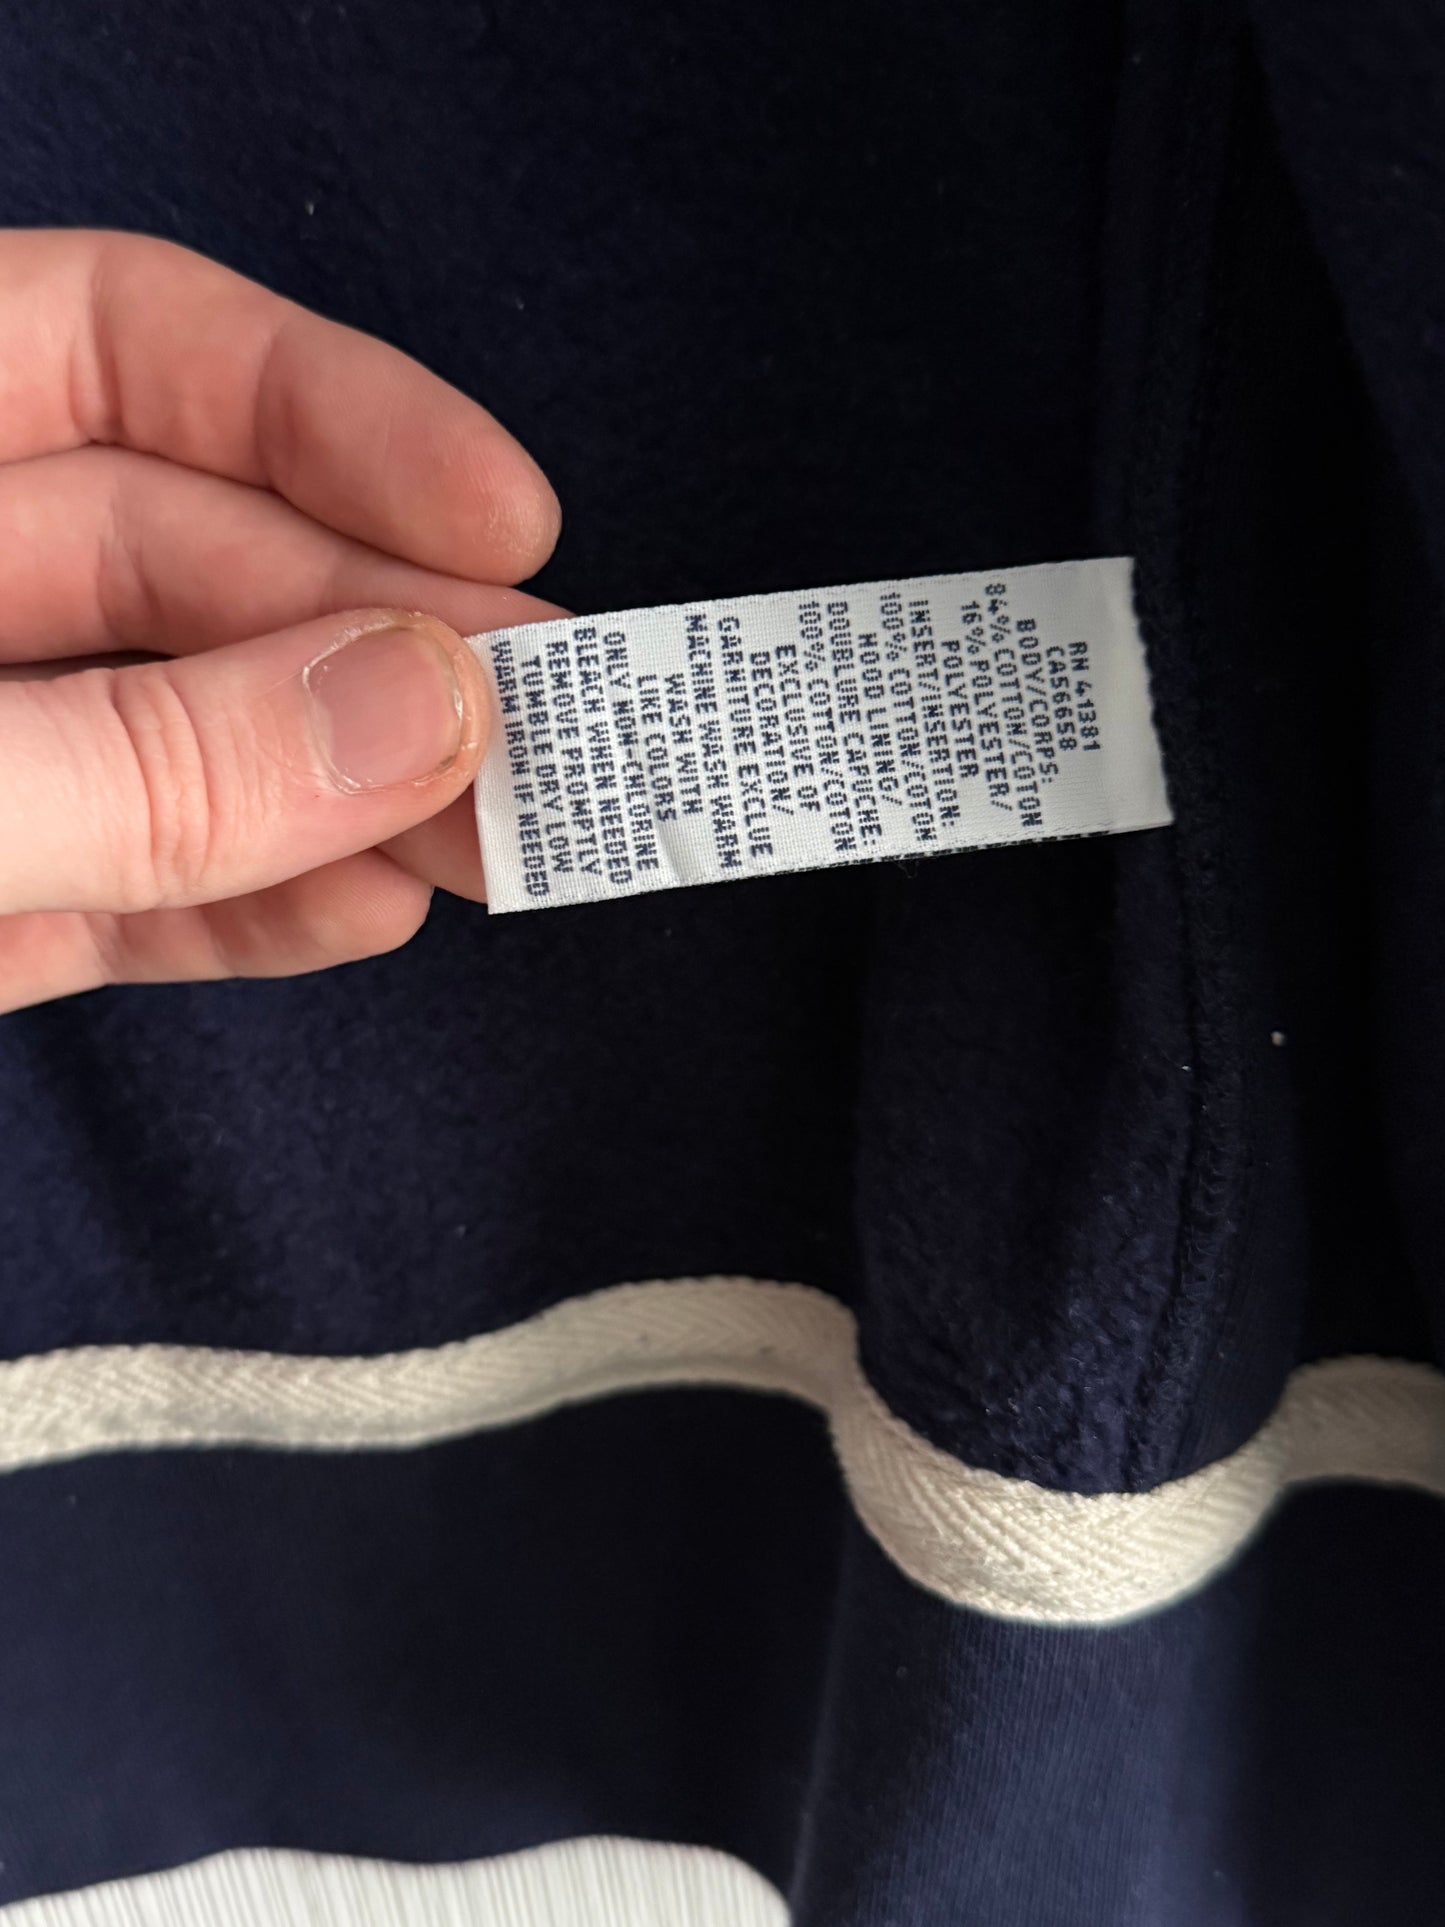 RN 41381
CA56658
BODY/CORPS:
84% COTTON/COTON
16% POLYESTER/
POLYESTER
INSERT/INSERTION:
100% COTTON/COTON
HOOD LINING/
DOUBLURE CAPUCHE:
100% COTTON/COTON
EXCLUSIVE OF
DECORATION/
GARNITURE EXCLUE
MACHINE WASH WARM
WASH WITH
LIKE COLORS
ONLY NON-CHLORINE
BLEACH WHEN NEEDED
REMOVE PROMPTLY
TUMBLE DRY LOW
WARM IRON IF NEEDED